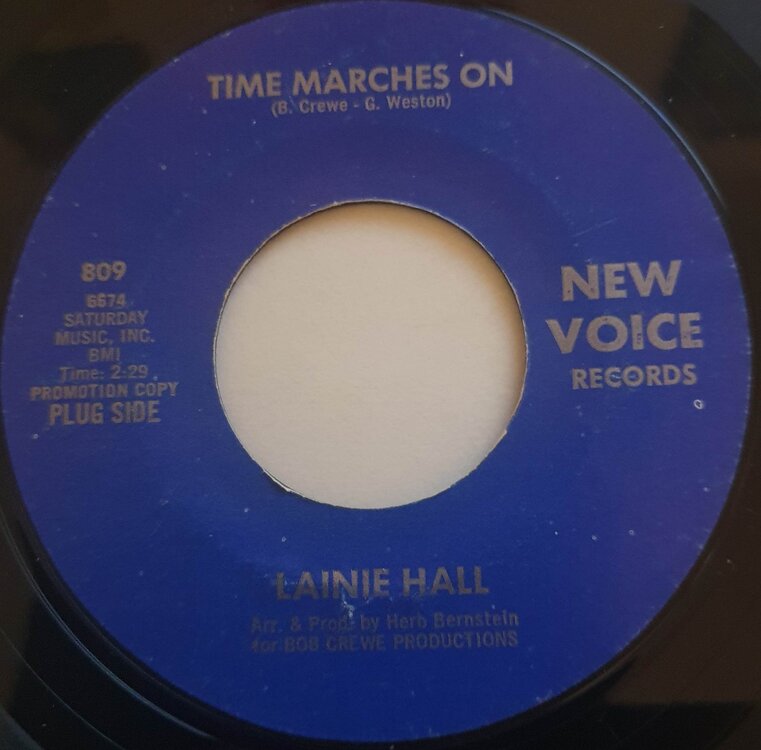 TIME MARCHES ON
(B. Crewe - G. Weston)
809
6674
SATURDAY
MUSIC, INC.
BMI
Time: 2:29
PROMOTION COPY
PLUG SIDE
NEW
VOICE
RECORDS
LAINIE HALL
Arr. & Prod. by Herb Bernstein
for BOB CREWE PRODUCTIONS